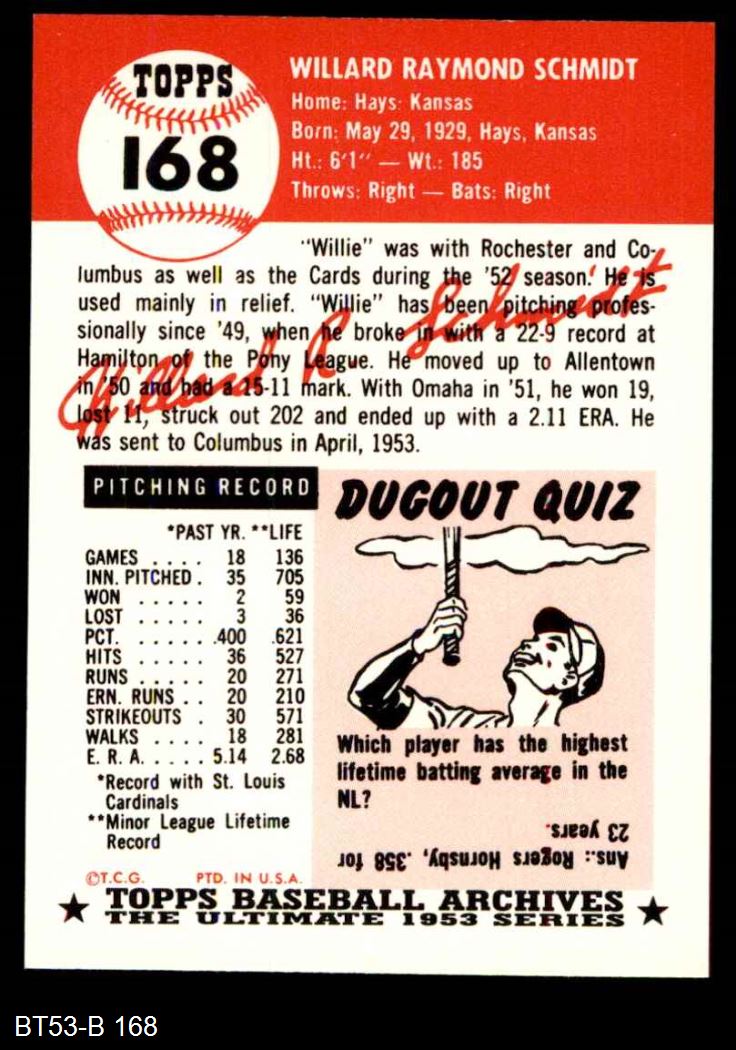 TOPPS
168
WILLARD RAYMOND SCHMIDT
Home: Hays: Kansas
Born: May 29, 1929, Hays, Kansas
Ht.: 6'1" — Wt.: 185
Throws: Right — Bats: Right
"Willie" was with Rochester and Co-
lumbus as well as the Cards during the '52 season. He is
used mainly in relief. "Willie" has been pitching profes-
sionally since '49, when he broke in with a 22-9 record at
Hamilton of the Pony League. He moved up to Allentown
in '50 and had a 15-11 mark. With Omaha in '51, he won 19,
lost 11, struck out 202 and ended up with a 2.11 ERA. He
was sent to Columbus in April, 1953.
Willard R. Schmidt
PITCHING RECORD
*PAST YR. **LIFE
GAMES . . . . 18 136
INN. PITCHED . 35 705
WON . . . . . 2 59
LOST . . . . . 3 36
PCT. . . . . . .400 .621
HITS . . . . . 36 527
RUNS . . . . . 20 271
ERN. RUNS . . 20 210
STRIKEOUTS . 30 571
WALKS . . . . 18 281
E. R. A. . . . . 5.14 2.68
*Record with St. Louis
Cardinals
**Minor League Lifetime
Record
DUGOUT QUIZ
Which player has the highest
lifetime batting average in the
NL?
Ans.: Rogers Hornsby, .358 for
23 years.
©T.C.G. PTD. IN U.S.A.
TOPPS BASEBALL ARCHIVES
THE ULTIMATE 1953 SERIES
BT53-B 168